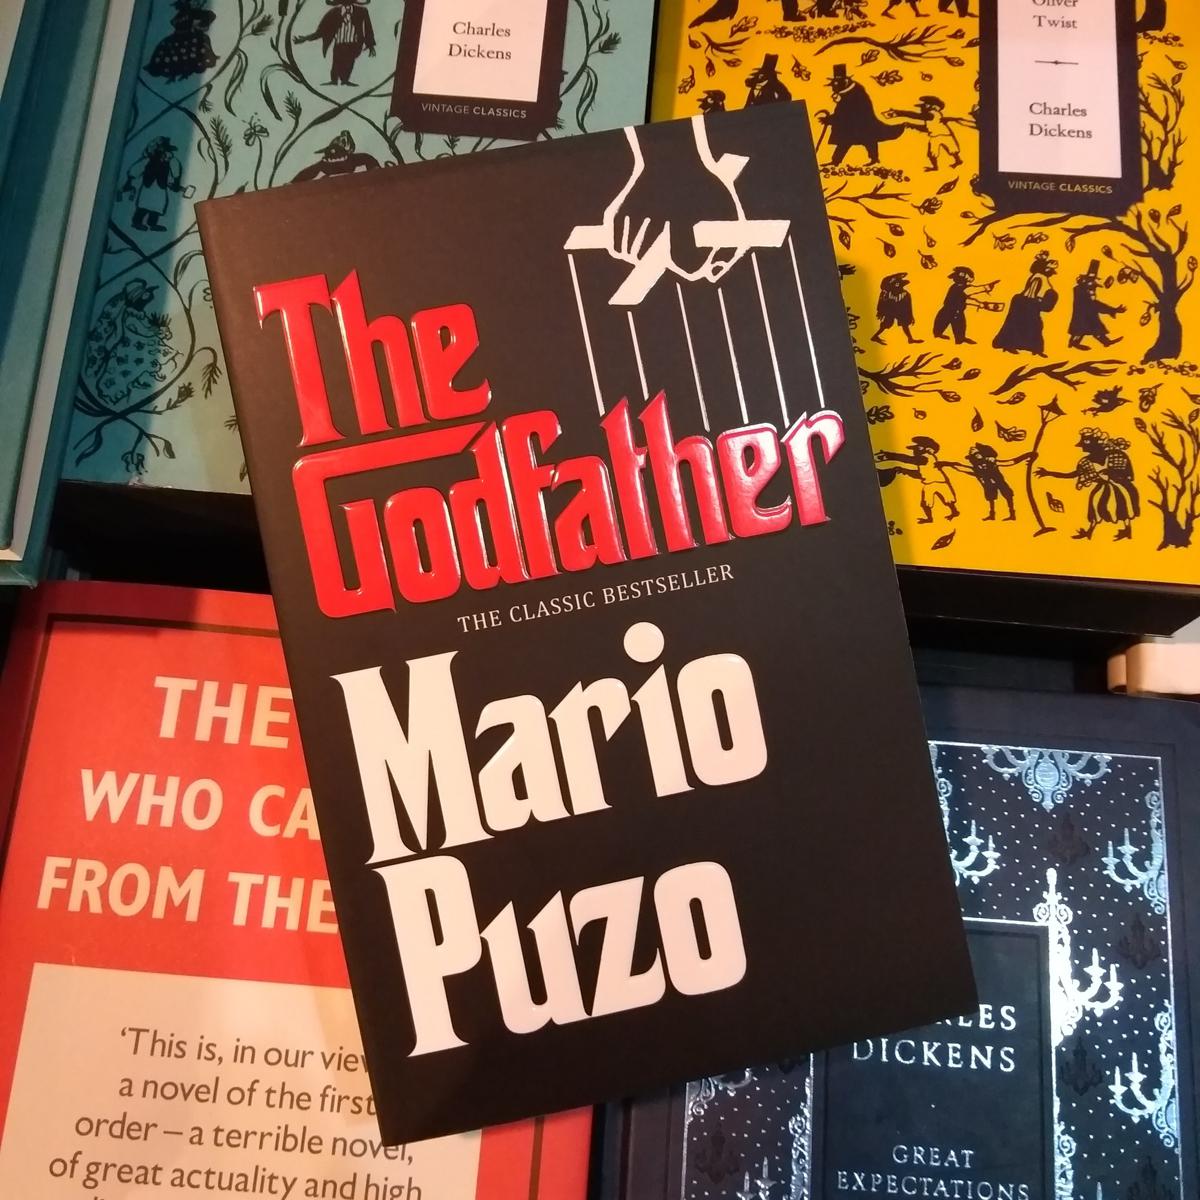 Charles
Dickens
VINTAGE CLASSICS
Oliver
Twist
Charles
Dickens
VINTAGE CLASSICS
The
Godfather
THE CLASSIC BESTSELLER
Mario
Puzo
THE
WHO CA
FROM THE
'This is, in our view
a novel of the first
order – a terrible novel,
of great actuality and high
RLES
DICKENS
GREAT
EXPECTATIONS